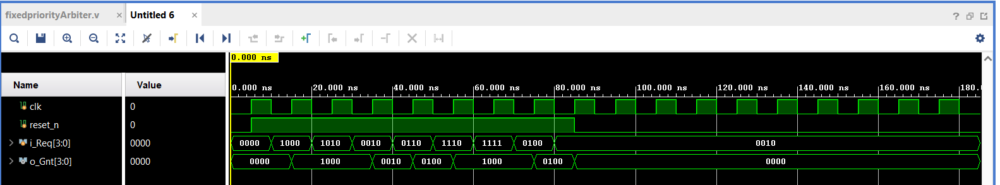 fixedpriorityArbiter.v × Untitled 6 ×
?
0.000 ns
Name Value
0.000 ns 20.000 ns 40.000 ns 60.000 ns 80.000 ns 100.000 ns 120.000 ns 140.000 ns 160.000 ns 180.
clk 0
reset_n 0
i_Req[3:0] 0000 0000 1000 1010 0010 0110 1110 1111 0100 0010
o_Gnt[3:0] 0000 0000 1000 0010 0100 1000 0100 0000